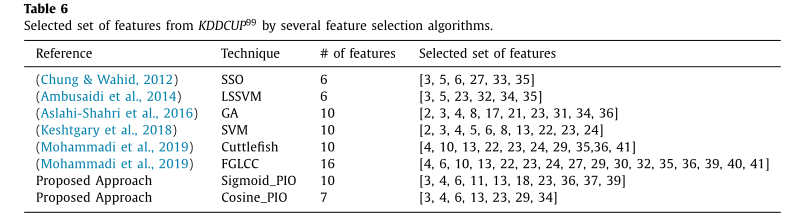 Table 6
Selected set of features from KDDCUP99 by several feature selection algorithms.
Reference Technique # of features Selected set of features
(Chung & Wahid, 2012) SSO 6 [3, 5, 6, 27, 33, 35]
(Ambusaidi et al., 2014) LSSVM 6 [3, 5, 23, 32, 34, 35]
(Aslahi-Shahri et al., 2016) GA 10 [2, 3, 4, 8, 17, 21, 23, 31, 34, 36]
(Keshtgary et al., 2018) SVM 10 [2, 3, 4, 5, 6, 8, 13, 22, 23, 24]
(Mohammadi et al., 2019) Cuttlefish 10 [4, 10, 13, 22, 23, 24, 29, 35,36, 41]
(Mohammadi et al., 2019) FGLCC 16 [4, 6, 10, 13, 22, 23, 24, 27, 29, 30, 32, 35, 36, 39, 40, 41]
Proposed Approach Sigmoid_PIO 10 [3, 4, 6, 11, 13, 18, 23, 36, 37, 39]
Proposed Approach Cosine_PIO 7 [3, 4, 6, 13, 23, 29, 34]